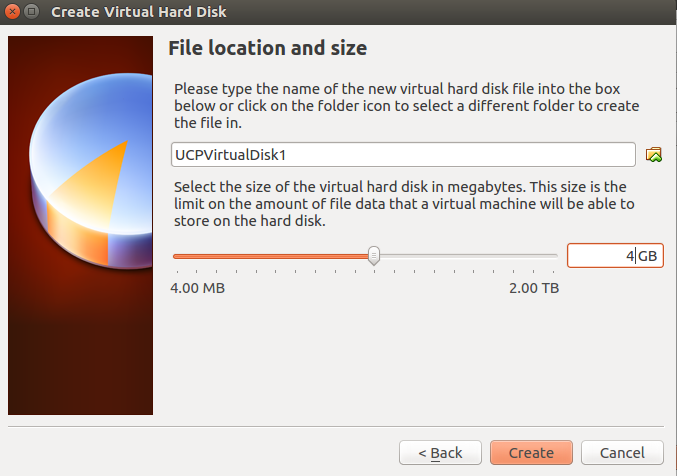 Create Virtual Hard Disk
File location and size
Please type the name of the new virtual hard disk file into the box
below or click on the folder icon to select a different folder to create
the file in.
UCPVirtualDisk1
Select the size of the virtual hard disk in megabytes. This size is the
limit on the amount of file data that a virtual machine will be able to
store on the hard disk.
4 GB
4.00 MB 2.00 TB
< Back Create Cancel